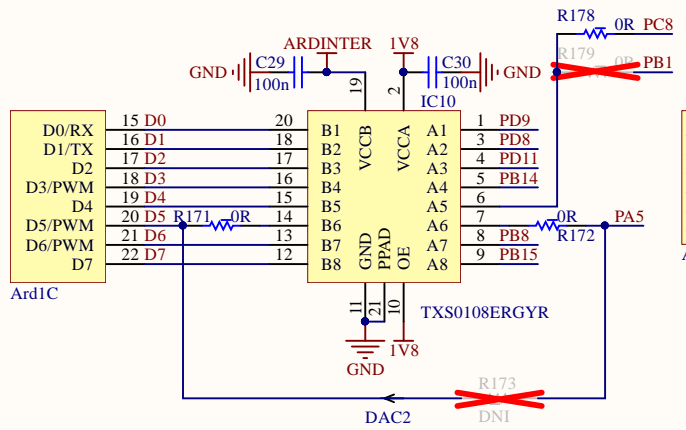 R178 0R PC8
R179 0R PB1
ARDINTER 1V8
GND C29 100n C30 100n GND
19 2 IC10
D0/RX 15 D0 20 B1 VCCB VCCA A1 1 PD9
D1/TX 16 D1 18 B2 A2 3 PD8
D2 17 D2 17 B3 A3 4 PD11
D3/PWM 18 D3 16 B4 A4 5 PB14
D4 19 D4 15 B5 A5 6
D5/PWM 20 D5 R171 0R 14 B6 A6 7 0R R172 PA5
D6/PWM 21 D6 13 B7 GND PPAD OE A7 8 PB8
D7 22 D7 12 B8 A8 9 PB15
Ard1C 11 21 10 TXS0108ERGYR
GND 1V8
R173
DAC2 DNI